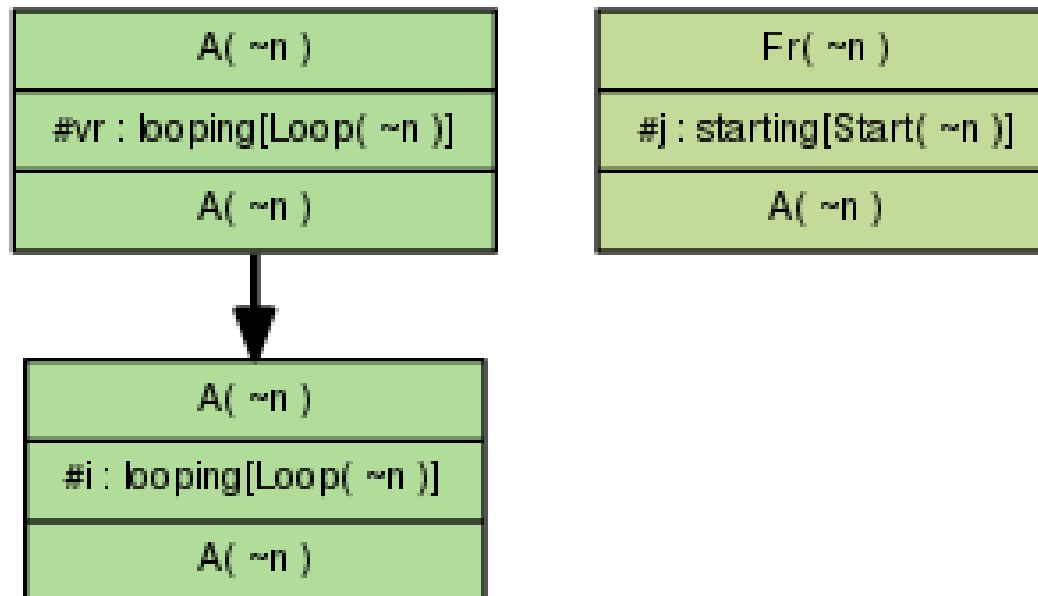 A( ~n )
#vr : looping[Loop( ~n )]
A( ~n )
Fr( ~n )
#j : starting[Start( ~n )]
A( ~n )
A( ~n )
#i : looping[Loop( ~n )]
A( ~n )